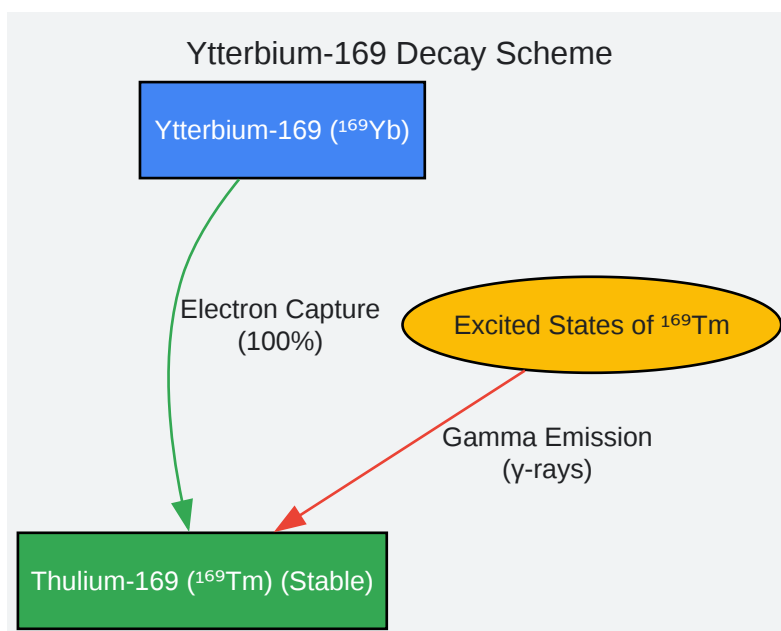 Ytterbium-169 Decay Scheme
Ytterbium-169 (¹⁶⁹Yb)
Electron Capture
(100%)
Excited States of ¹⁶⁹Tm
Gamma Emission
(γ-rays)
Thulium-169 (¹⁶⁹Tm) (Stable)